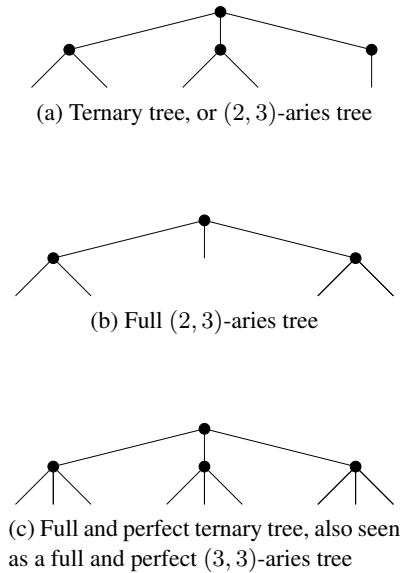 (a) Ternary tree, or (2, 3)-aries tree
(b) Full (2, 3)-aries tree
(c) Full and perfect ternary tree, also seen
as a full and perfect (3, 3)-aries tree